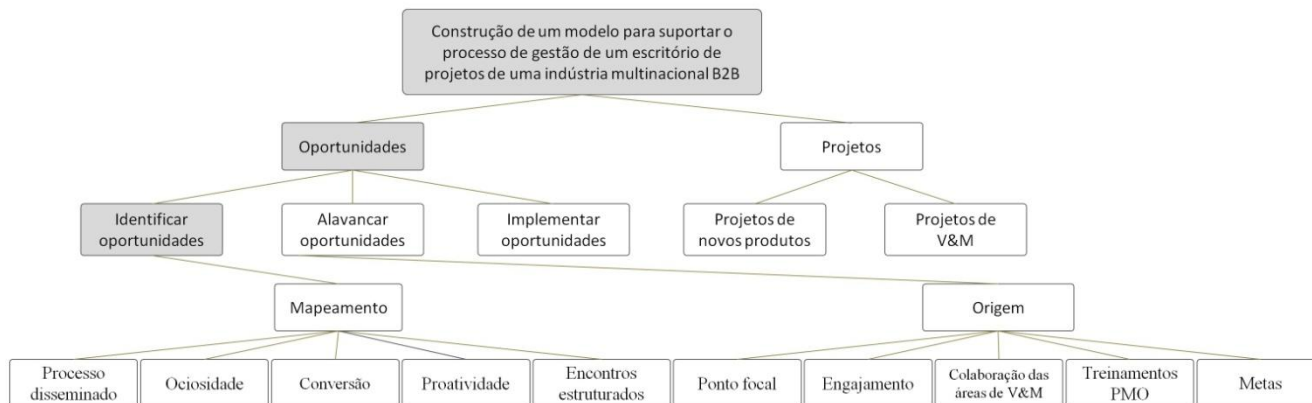 Construção de um modelo para suportar o
processo de gestão de um escritório de
projetos de uma indústria multinacional B2B
Oportunidades
Projetos
Identificar
oportunidades
Alavancar
oportunidades
Implementar
oportunidades
Projetos de
novos produtos
Projetos de
V&M
Mapeamento
Origem
Processo
disseminado
Ociosidade
Conversão
Proatividade
Encontros
estruturados
Ponto focal
Engajamento
Colaboração das
áreas de V&M
Treinamentos
PMO
Metas